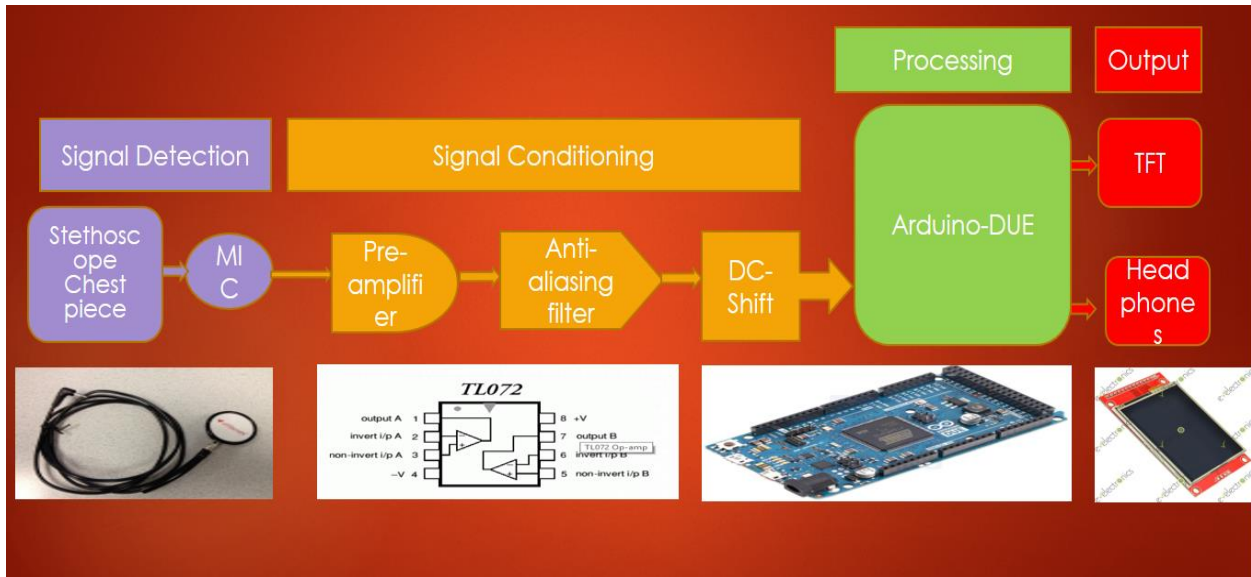 Processing
Output
Signal Detection
Signal Conditioning
Stethosc
ope
Chest
piece
MI
C
Pre-
amplifi
er
Anti-
aliasing
filter
DC-
Shift
Arduino-DUE
TFT
Head
phone
s
TL072
output A 1
invert i/p A 2
non-invert i/p A 3
–V 4
8 +V
7 output B
TL072 Op-amp
6 invert i/p B
5 non-invert i/p B